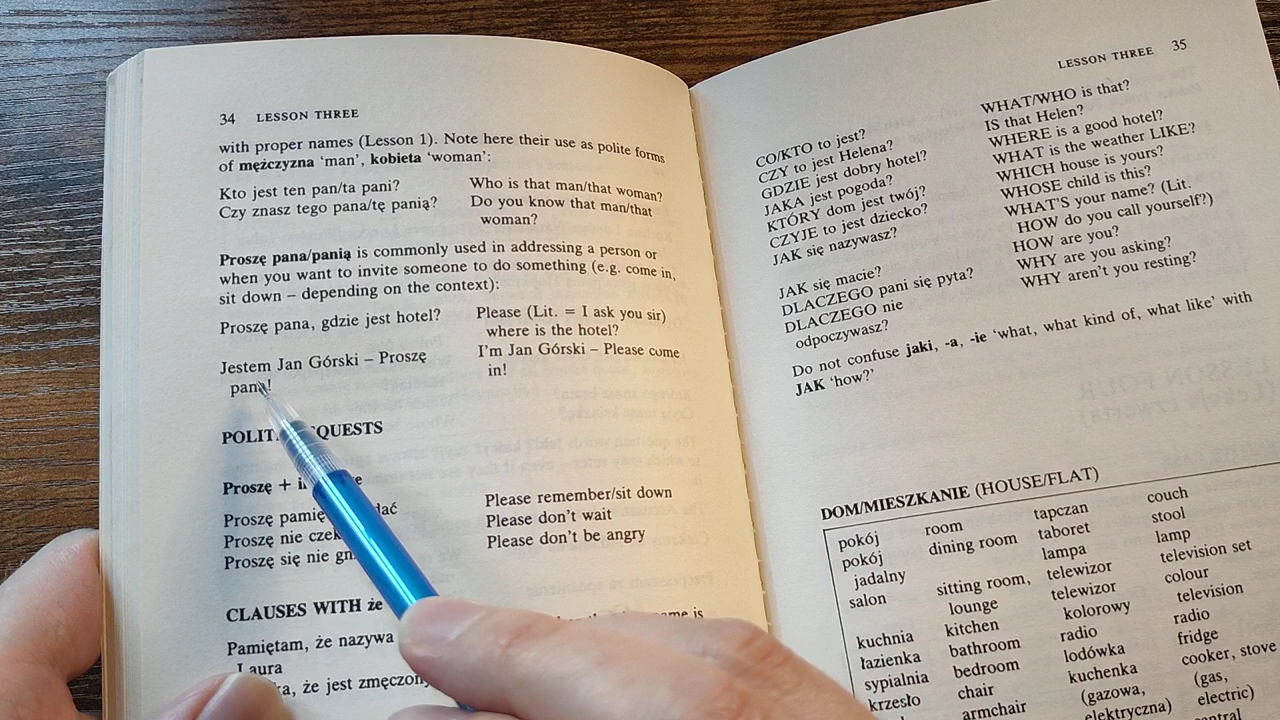 34 LESSON THREE
with proper names (Lesson 1). Note here their use as polite forms
of mężczyzna ‘man’, kobieta ‘woman’:
Kto jest ten pan/ta pani?
Czy znasz tego pana/tę panią?
Who is that man/that woman?
Do you know that man/that
woman?
Proszę pana/panią is commonly used in addressing a person or
when you want to invite someone to do something (e.g. come in,
sit down – depending on the context):
Proszę pana, gdzie jest hotel?
Please (Lit. = I ask you sir)
where is the hotel?
Jestem Jan Górski – Proszę
I’m Jan Górski – Please come
in!
Proszę +
Proszę
Proszę nie
Proszę się nie
Please remember/sit down
Please don’t wait
Please don’t be angry
CLAUSES WITH że
Pamiętam, że
Laura
że jest
LESSON THREE 35
CO/KTO to jest?
CZY to jest Helena?
GDZIE jest dobry hotel?
JAKA jest pogoda?
KTÓRY dom jest twój?
CZYJE to jest dziecko?
JAK się nazywasz?
JAK się macie?
DLACZEGO pani się pyta?
DLACZEGO nie
odpoczywasz?
WHAT/WHO is that?
IS that Helen?
WHERE is a good hotel?
WHAT is the weather LIKE?
WHICH house is yours?
WHOSE child is this?
WHAT’S your name? (Lit.
HOW do you call yourself?)
HOW are you?
WHY are you asking?
WHY aren’t you resting?
Do not confuse jaki, -a, -ie ‘what, what kind of, what like’ with
JAK ‘how?’
DOM/MIESZKANIE (HOUSE/FLAT)
pokój
pokój
jadalny
salon
kuchnia
łazienka
sypialnia
krzesło
room
dining room
sitting room,
lounge
kitchen
bathroom
bedroom
chair
armchair
tapczan
taboret
lampa
telewizor
telewizor
kolorowy
radio
lodówka
kuchenka
(gazowa,
elektryczna)
couch
stool
lamp
television set
colour
television
radio
fridge
cooker, stove
(gas,
electric)